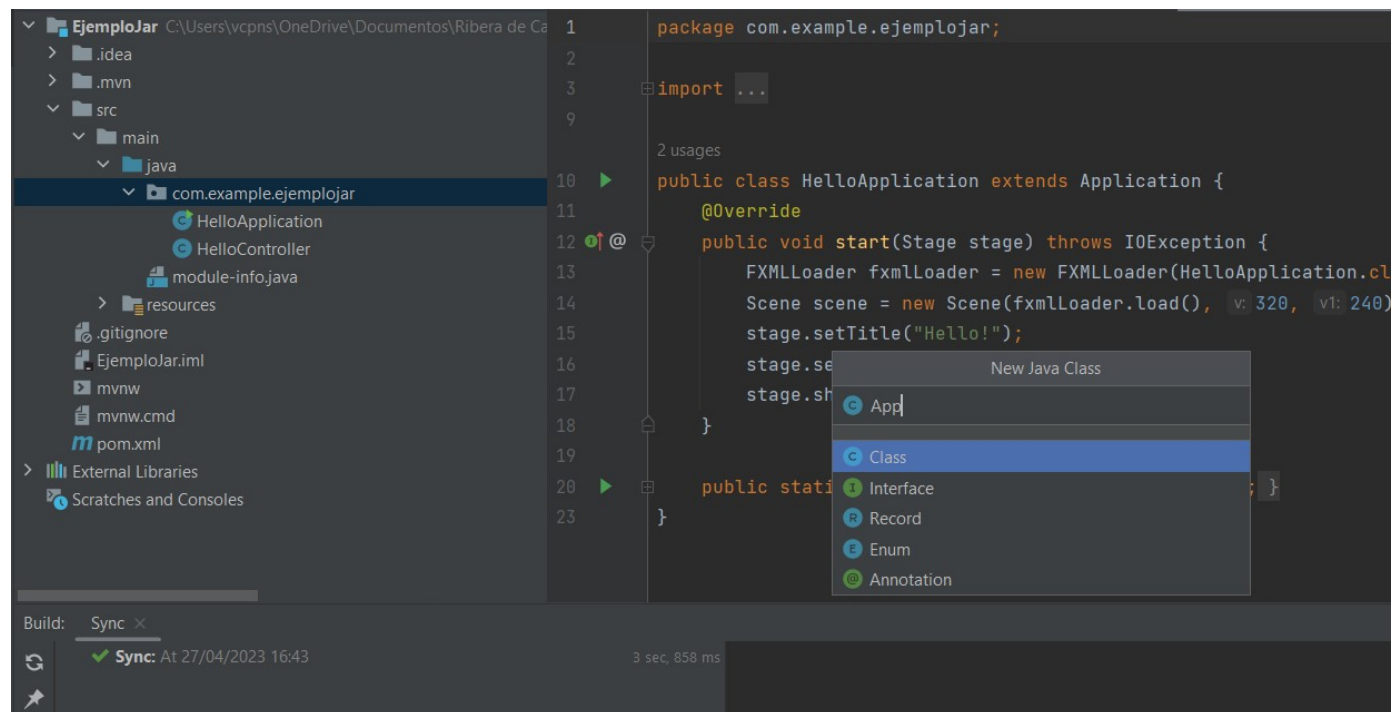 EjemploJar C:\Users\vcpns\OneDrive\Documentos\Ribera de Ca
.idea
.mvn
src
main
java
com.example.ejemplojar
HelloApplication
HelloController
module-info.java
resources
.gitignore
EjemploJar.iml
mvnw
mvnw.cmd
pom.xml
External Libraries
Scratches and Consoles
1 package com.example.ejemplojar;
2
3 import ...
9
2 usages
10 public class HelloApplication extends Application {
11 @Override
12 @ public void start(Stage stage) throws IOException {
13 FXMLLoader fxmlLoader = new FXMLLoader(HelloApplication.cl
14 Scene scene = new Scene(fxmlLoader.load(), v: 320, v1: 240)
15 stage.setTitle("Hello!");
16 stage.se
17 stage.sh
18 }
19
20 public stati ; }
23 }
New Java Class
App
Class
Interface
Record
Enum
Annotation
Build: Sync
Sync: At 27/04/2023 16:43 3 sec, 858 ms